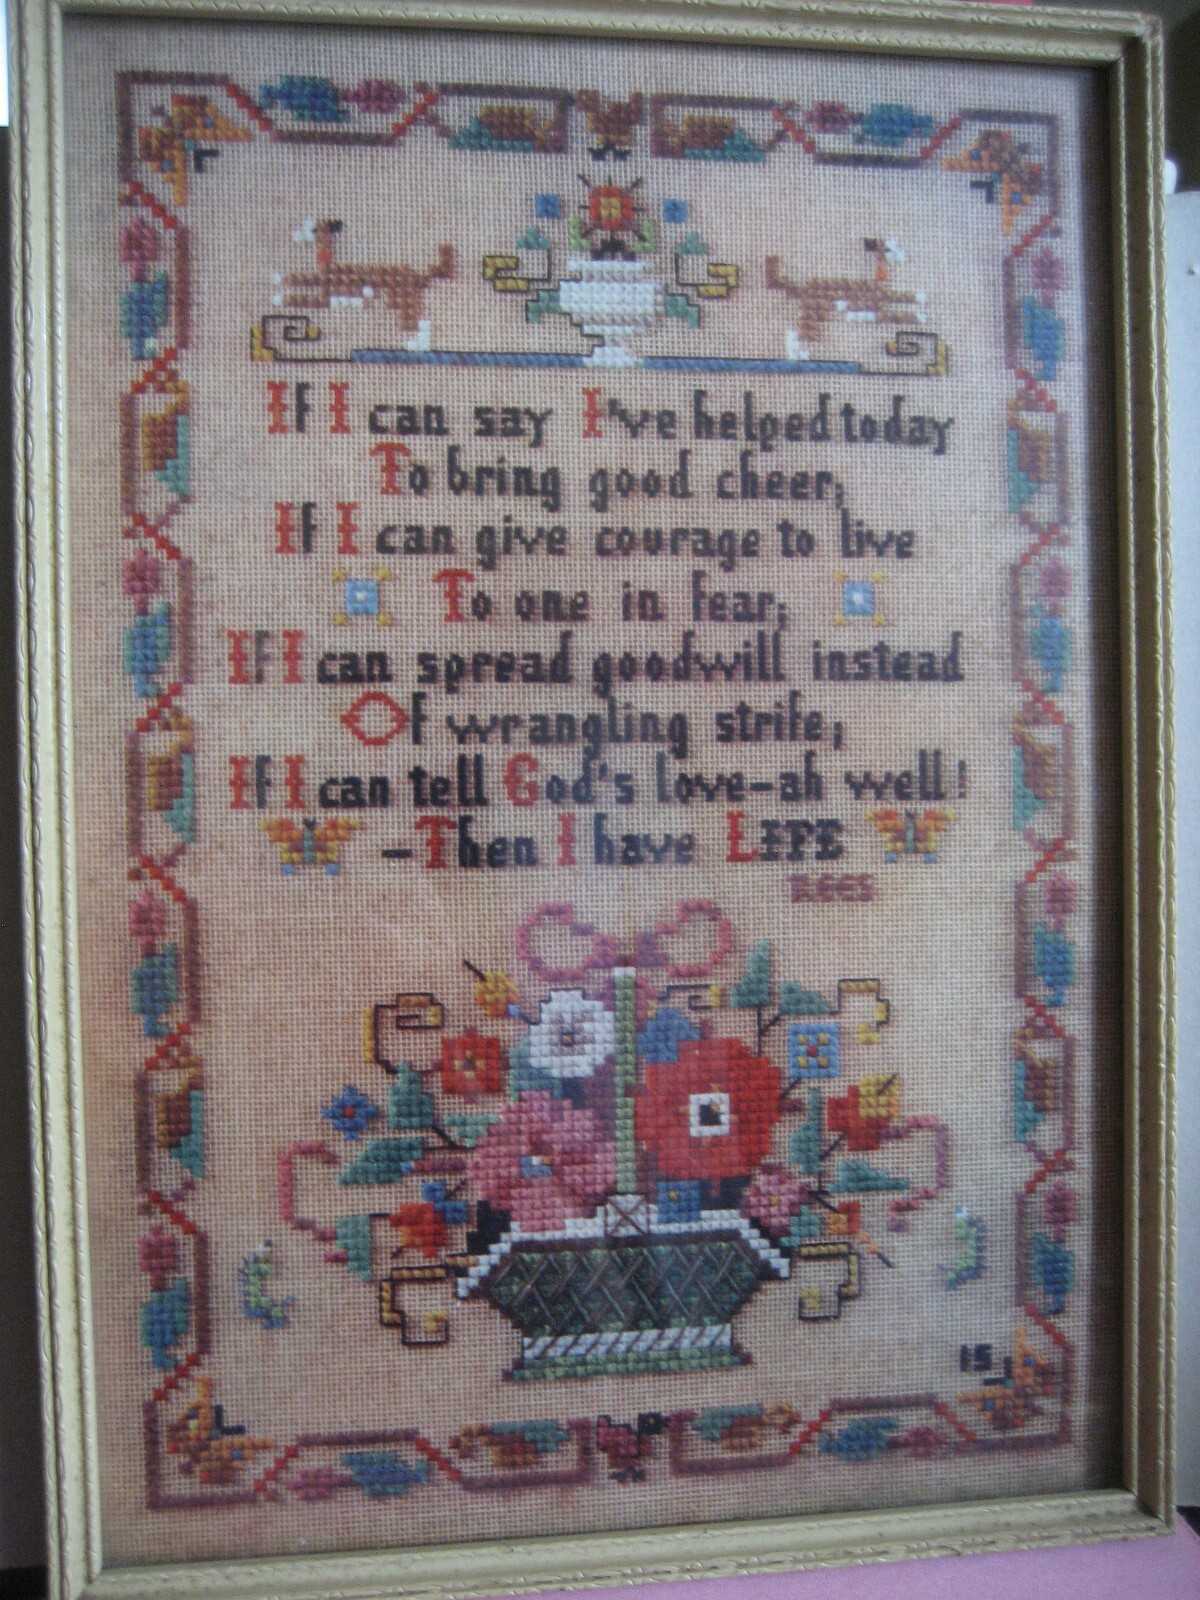 If I can say I've helped today
To bring good cheer;
If I can give courage to live
To one in fear;
If I can spread goodwill instead
Of wrangling strife;
If I can tell God's love-ah well!
-Then I have LIFE
REES
IS